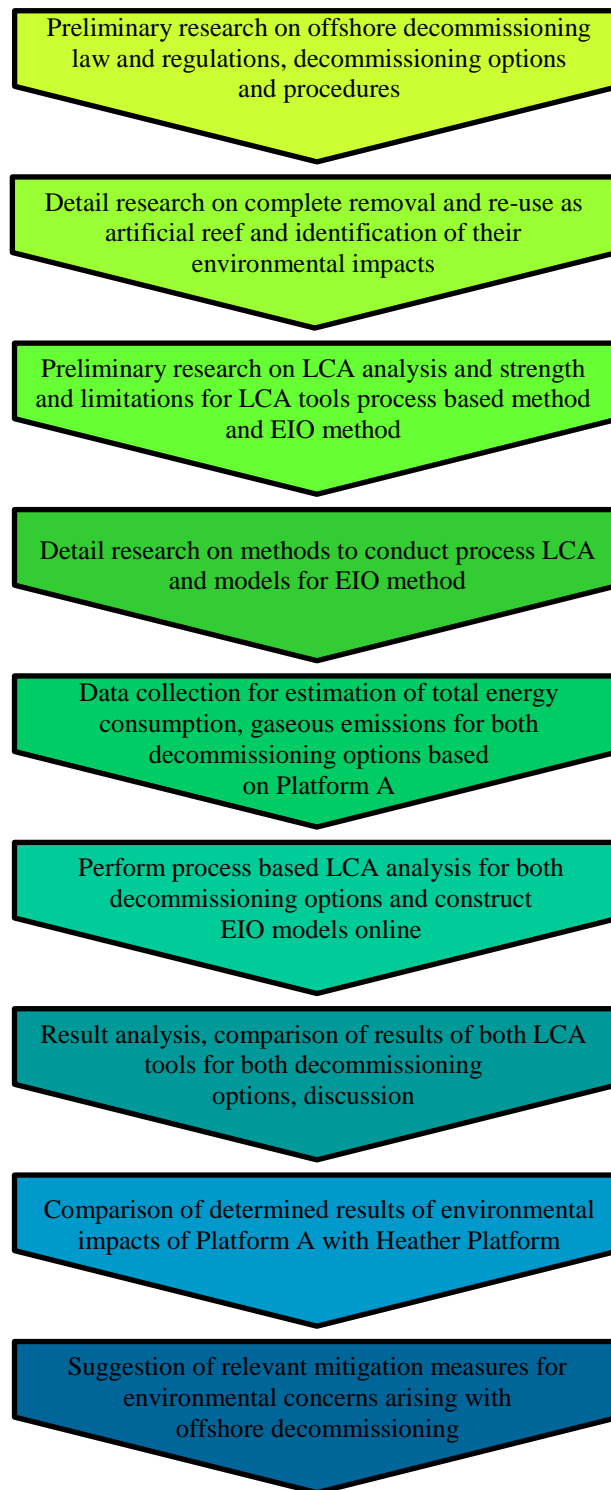 Preliminary research on offshore decommissioning
law and regulations, decommissioning options
and procedures
Detail research on complete removal and re-use as
artificial reef and identification of their
environmental impacts
Preliminary research on LCA analysis and strength
and limitations for LCA tools process based method
and EIO method
Detail research on methods to conduct process LCA
and models for EIO method
Data collection for estimation of total energy
consumption, gaseous emissions for both
decommissioning options based
on Platform A
Perform process based LCA analysis for both
decommissioning options and construct
EIO models online
Result analysis, comparison of results of both LCA
tools for both decommissioning
options, discussion
Comparison of determined results of environmental
impacts of Platform A with Heather Platform
Suggestion of relevant mitigation measures for
environmental concerns arising with
offshore decommissioning